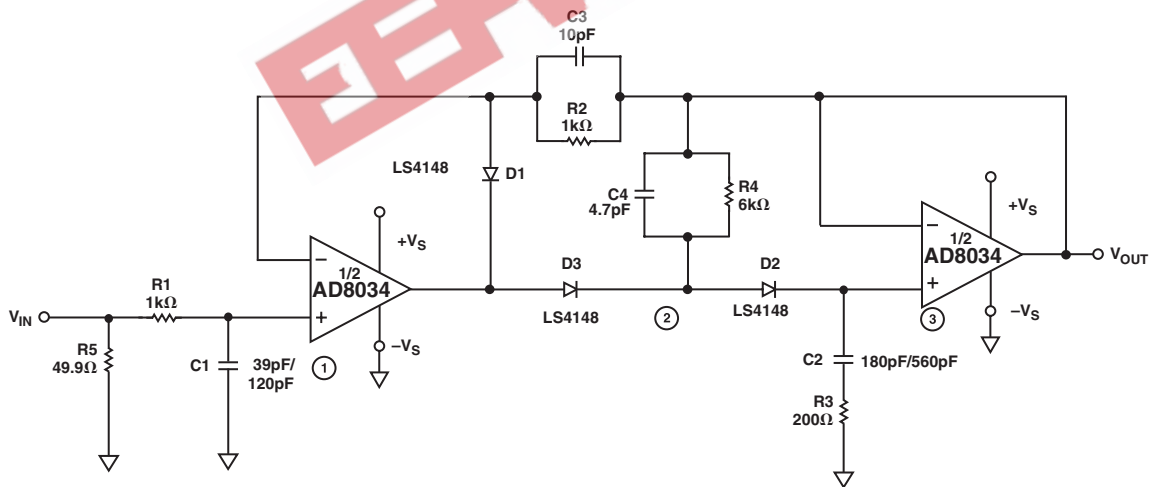 C3
10pF
R2
1kΩ
LS4148
D1
C4
4.7pF
R4
6kΩ
+VS
+VS
1/2
AD8034
1/2
AD8034
VOUT
D3
LS4148
D2
LS4148
R1
1kΩ
VIN
R5
49.9Ω
C1
39pF/
120pF
1
−VS
2
3
−VS
C2
180pF/560pF
R3
200Ω